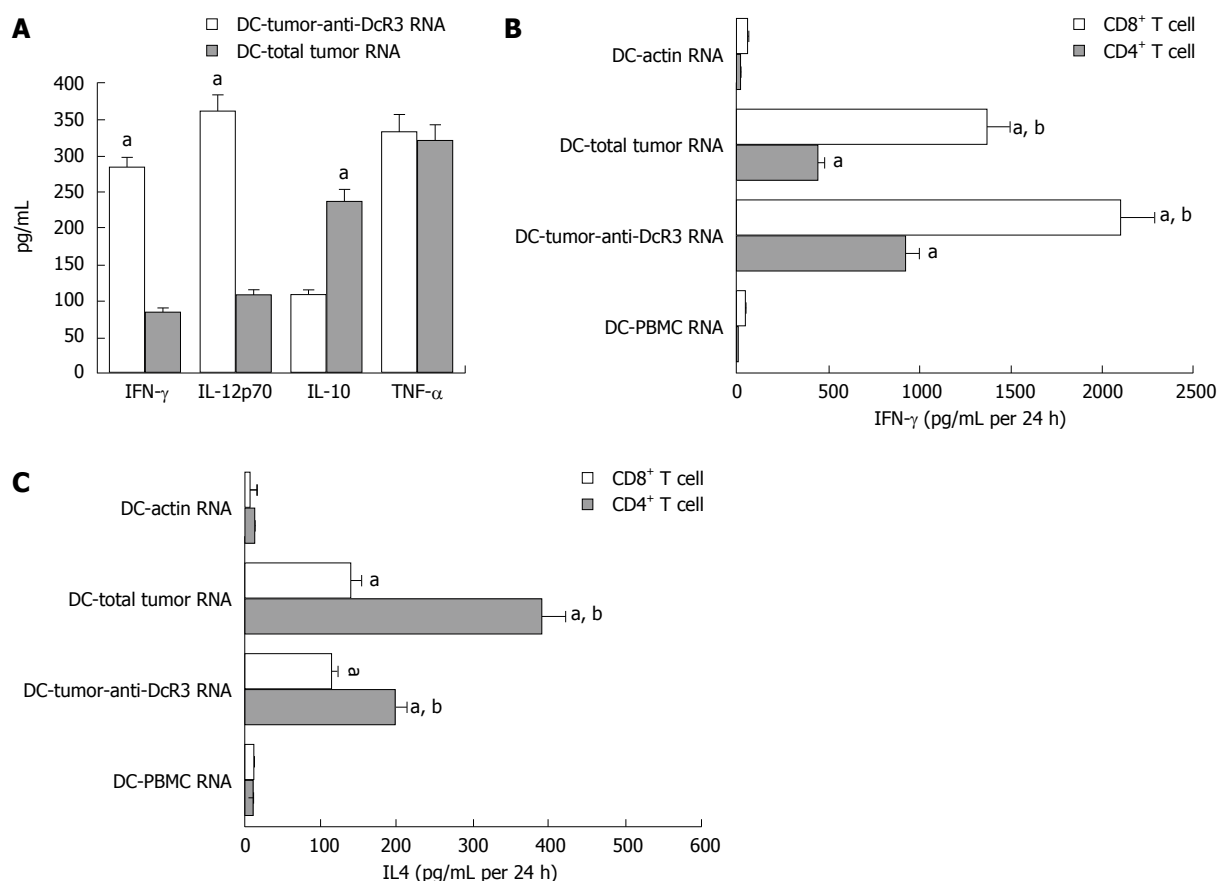 A
DC-tumor-anti-DcR3 RNA
DC-total tumor RNA
400
350
300
250
200
150
100
50
0
pg/mL
a
a
a
IFN-γ IL-12p70 IL-10 TNF-α
B
CD8⁺ T cell
CD4⁺ T cell
DC-actin RNA
DC-total tumor RNA
a, b
a
DC-tumor-anti-DcR3 RNA
a, b
a
DC-PBMC RNA
0 500 1000 1500 2000 2500
IFN-γ (pg/mL per 24 h)
C
CD8⁺ T cell
CD4⁺ T cell
DC-actin RNA
DC-total tumor RNA
a
a, b
DC-tumor-anti-DcR3 RNA
a
a, b
DC-PBMC RNA
0 100 200 300 400 500 600
IL4 (pg/mL per 24 h)